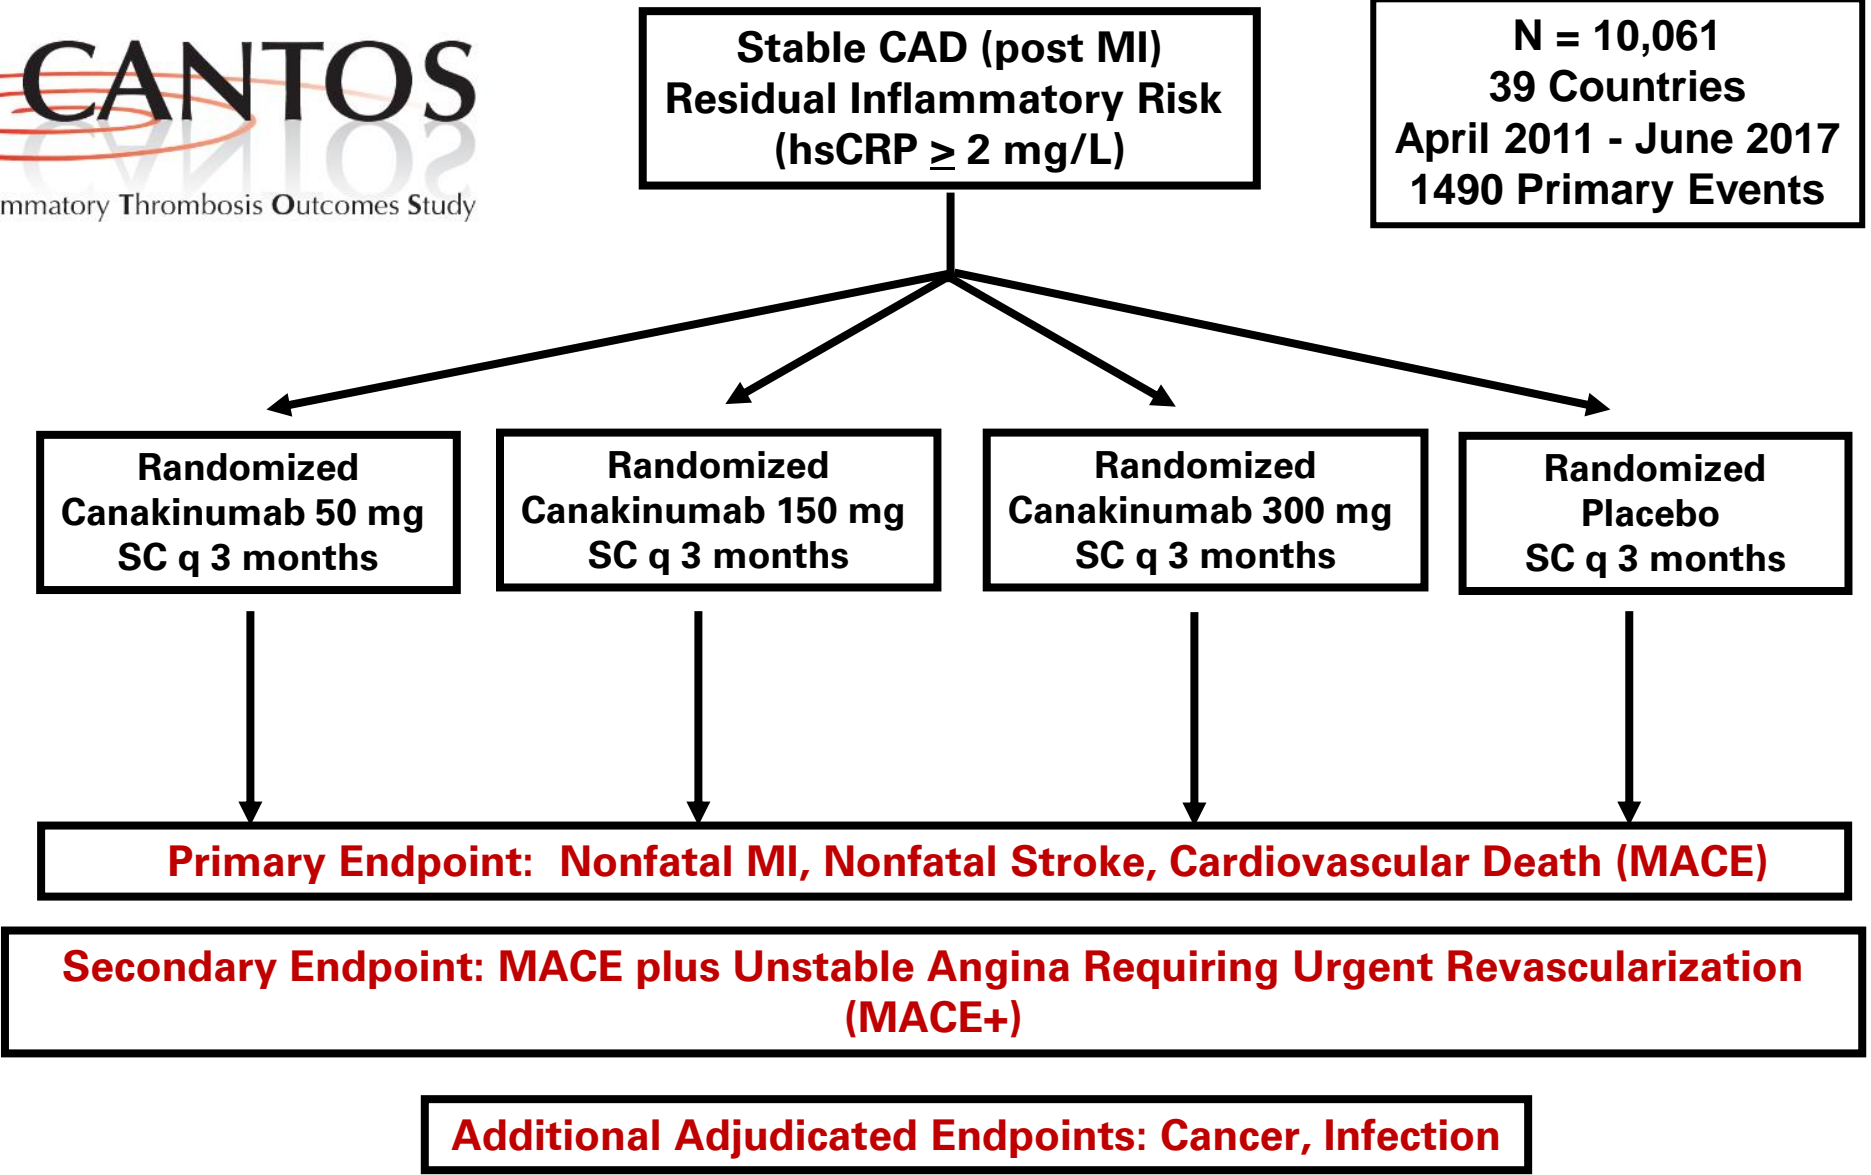 CANTOS
Thrombosis Outcomes Study
Stable CAD (post MI)
Residual Inflammatory Risk
(hsCRP ≥ 2 mg/L)
N = 10,061
39 Countries
April 2011 - June 2017
1490 Primary Events
Randomized
Canakinumab 50 mg
SC q 3 months
Randomized
Canakinumab 150 mg
SC q 3 months
Randomized
Canakinumab 300 mg
SC q 3 months
Randomized
Placebo
SC q 3 months
Primary Endpoint: Nonfatal MI, Nonfatal Stroke, Cardiovascular Death (MACE)
Secondary Endpoint: MACE plus Unstable Angina Requiring Urgent Revascularization
(MACE+)
Additional Adjudicated Endpoints: Cancer, Infection